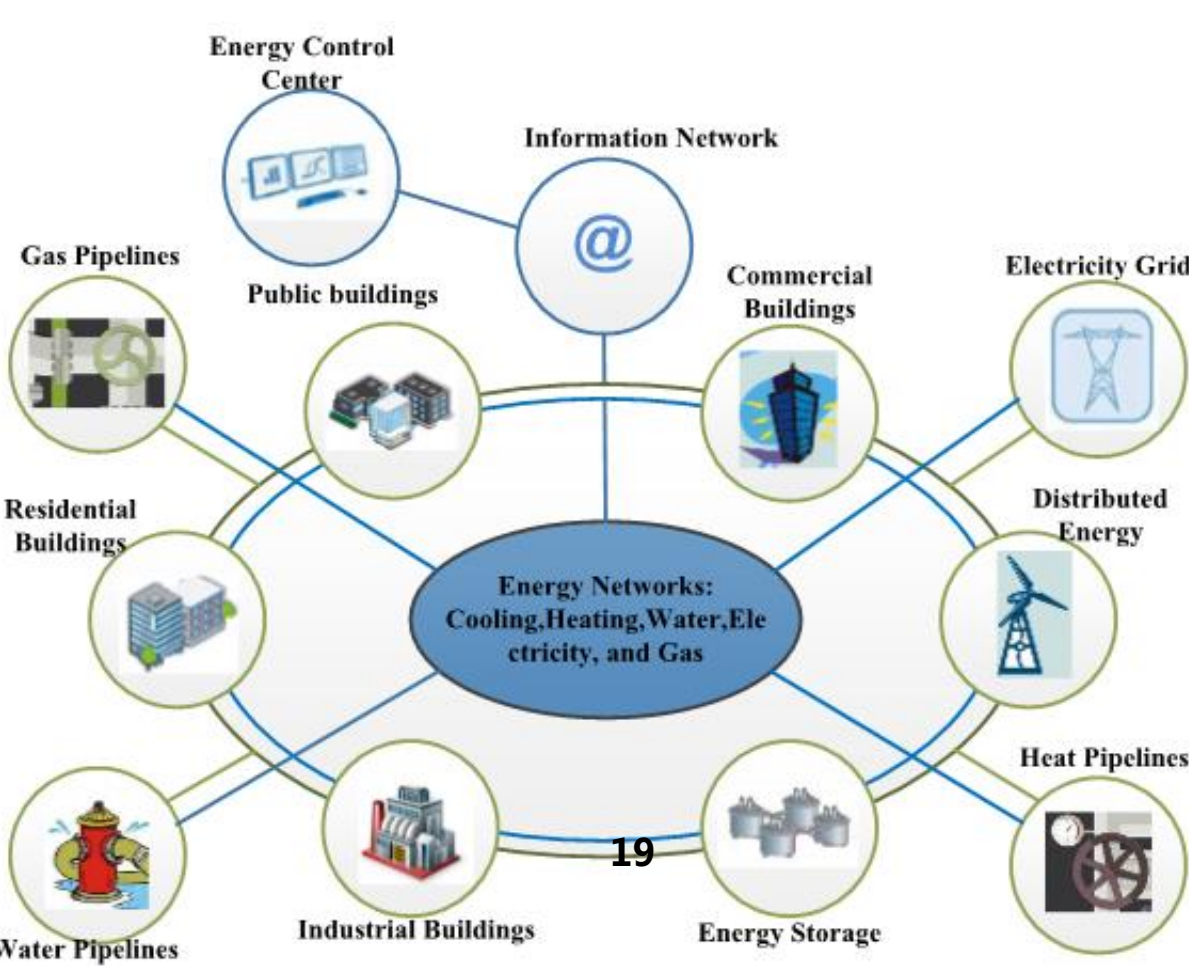 Energy Control
Center
Information Network
Gas Pipelines
Public buildings
Commercial
Buildings
Electricity Grid
@
Residential
Buildings
Distributed
Energy
Energy Networks:
Cooling,Heating,Water,Ele
ctricity, and Gas
Heat Pipelines
19
Industrial Buildings
Energy Storage
Water Pipelines